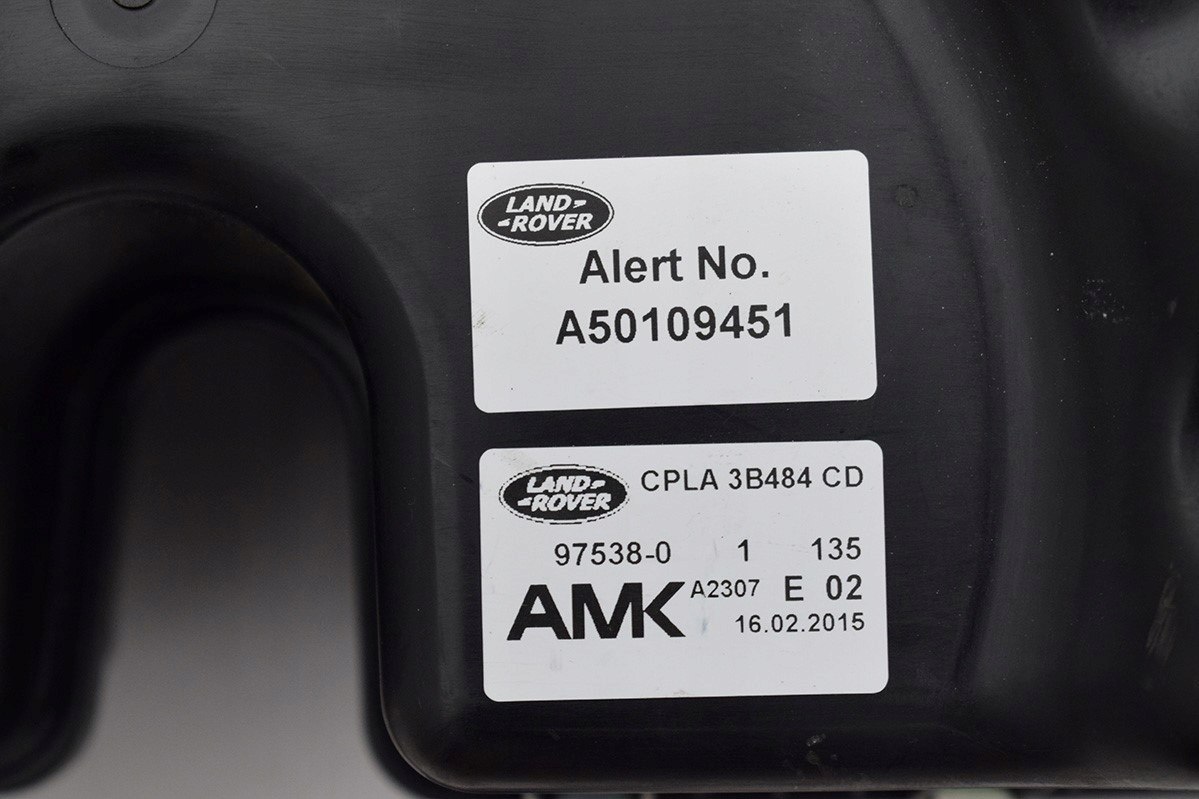 LAND-
-ROVER
Alert No.
A50109451
LAND-
-ROVER
CPLA 3B484 CD
97538-0 1 135
AMK A2307 E 02
16.02.2015